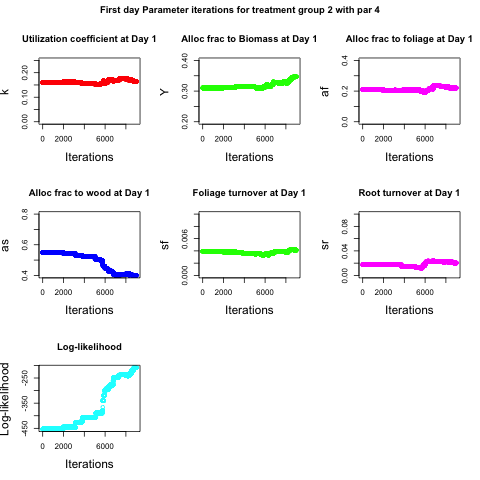 First day Parameter iterations for treatment group 2 with par 4
Utilization coefficient at Day 1
k
0.00 0.10 0.20
0 2000 6000
Iterations
Alloc frac to Biomass at Day 1
Y
0.20 0.30 0.40
0 2000 6000
Iterations
Alloc frac to foliage at Day 1
af
0.0 0.2 0.4
0 2000 6000
Iterations
Alloc frac to wood at Day 1
as
0.4 0.6 0.8
0 2000 6000
Iterations
Foliage turnover at Day 1
sf
0.000 0.006
0 2000 6000
Iterations
Root turnover at Day 1
sr
0.00 0.04 0.08
0 2000 6000
Iterations
Log-likelihood
Log-likelihood
-450 -350 -250
0 2000 6000
Iterations